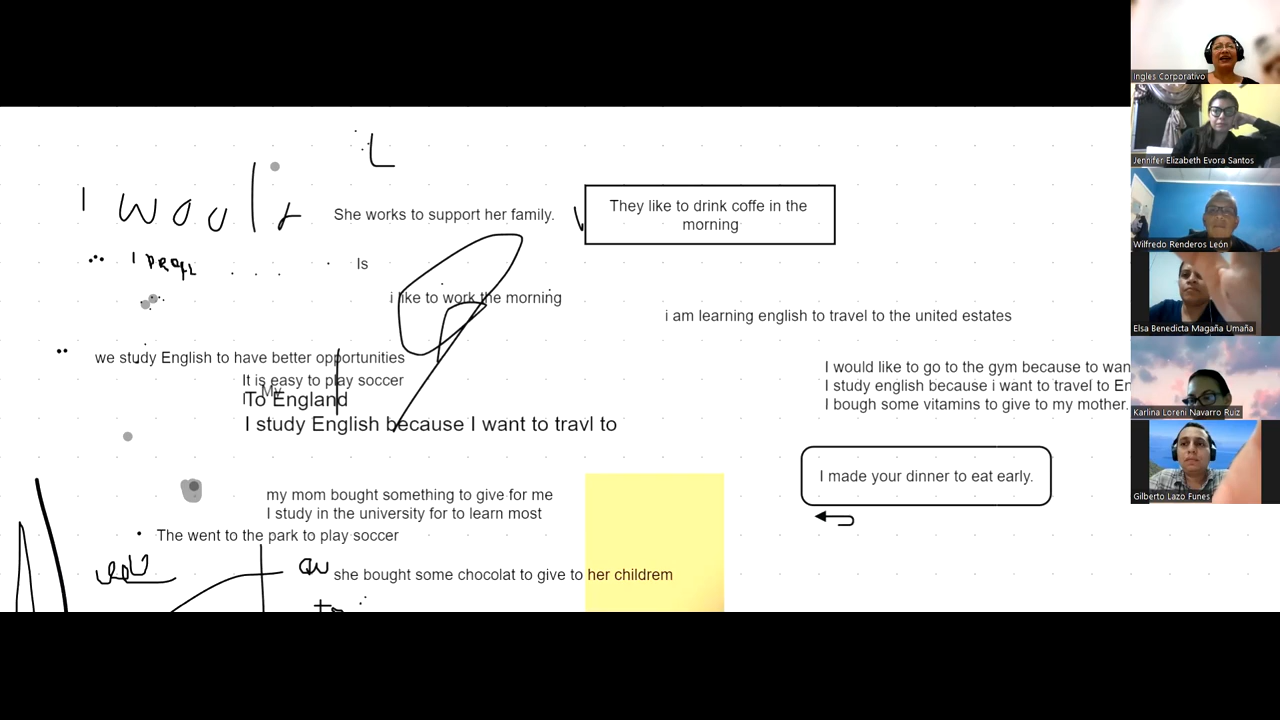 Ingles Corporativo
Jennifer Elizabeth Evora Santos
Wilfredo Renderos León
Elsa Benedicta Magaña Umaña
Karlina Loreni Navarro Ruiz
Gilberto Lazo Funes
L
I would
She works to support her family.
They like to drink coffe in the
morning
Is
i like to work the morning
i am learning english to travel to the united estates
we study English to have better opportunities
It is easy to play soccer
My
To England
I study English because I want to travl to
I would like to go to the gym because to wan
I study english because i want to travel to En
I bough some vitamins to give to my mother.
I made your dinner to eat early.
my mom bought something to give for me
I study in the university for to learn most
The went to the park to play soccer
she bought some chocolat to give to her childrem
to